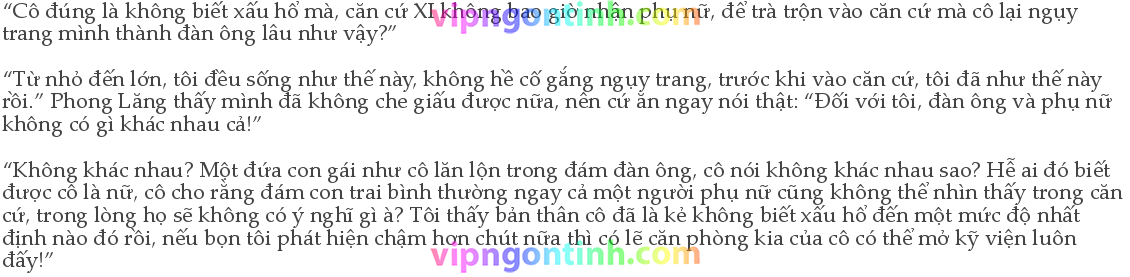 “Cô đúng là không biết xấu hổ mà, căn cứ XI không bao giờ nhận phụ nữ, để trà trộn vào căn cứ mà cô lại ngụy
vipngontinh.com
trang mình thành đàn ông lâu như vậy?”
“Từ nhỏ đến lớn, tôi đều sống như thế này, không hề cố gắng ngụy trang, trước khi vào căn cứ, tôi đã như thế này
rồi.” Phong Lăng thấy mình đã không che giấu được nữa, nên cứ ăn ngay nói thật: “Đối với tôi, đàn ông và phụ nữ
không có gì khác nhau cả!”
“Không khác nhau? Một đứa con gái như cô lăn lộn trong đám đàn ông, cô nói không khác nhau sao? Hễ ai đó biết
được cô là nữ, cô cho rằng đám con trai bình thường ngay cả một người phụ nữ cũng không thể nhìn thấy trong căn
cứ, trong lòng họ sẽ không có ý nghĩ gì à? Tôi thấy bản thân cô đã là kẻ không biết xấu hổ đến một mức độ nhất
định nào đó rồi, nếu bọn tôi phát hiện chậm hơn chút nữa thì có lẽ căn phòng kia của cô có thể mở kỹ viện luôn
vipngontinh.com
đấy!”